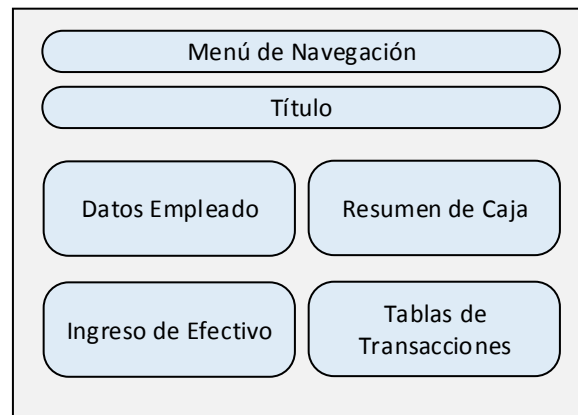 Menú de Navegación
Título
Datos Empleado
Resumen de Caja
Ingreso de Efectivo
Tablas de
Transacciones